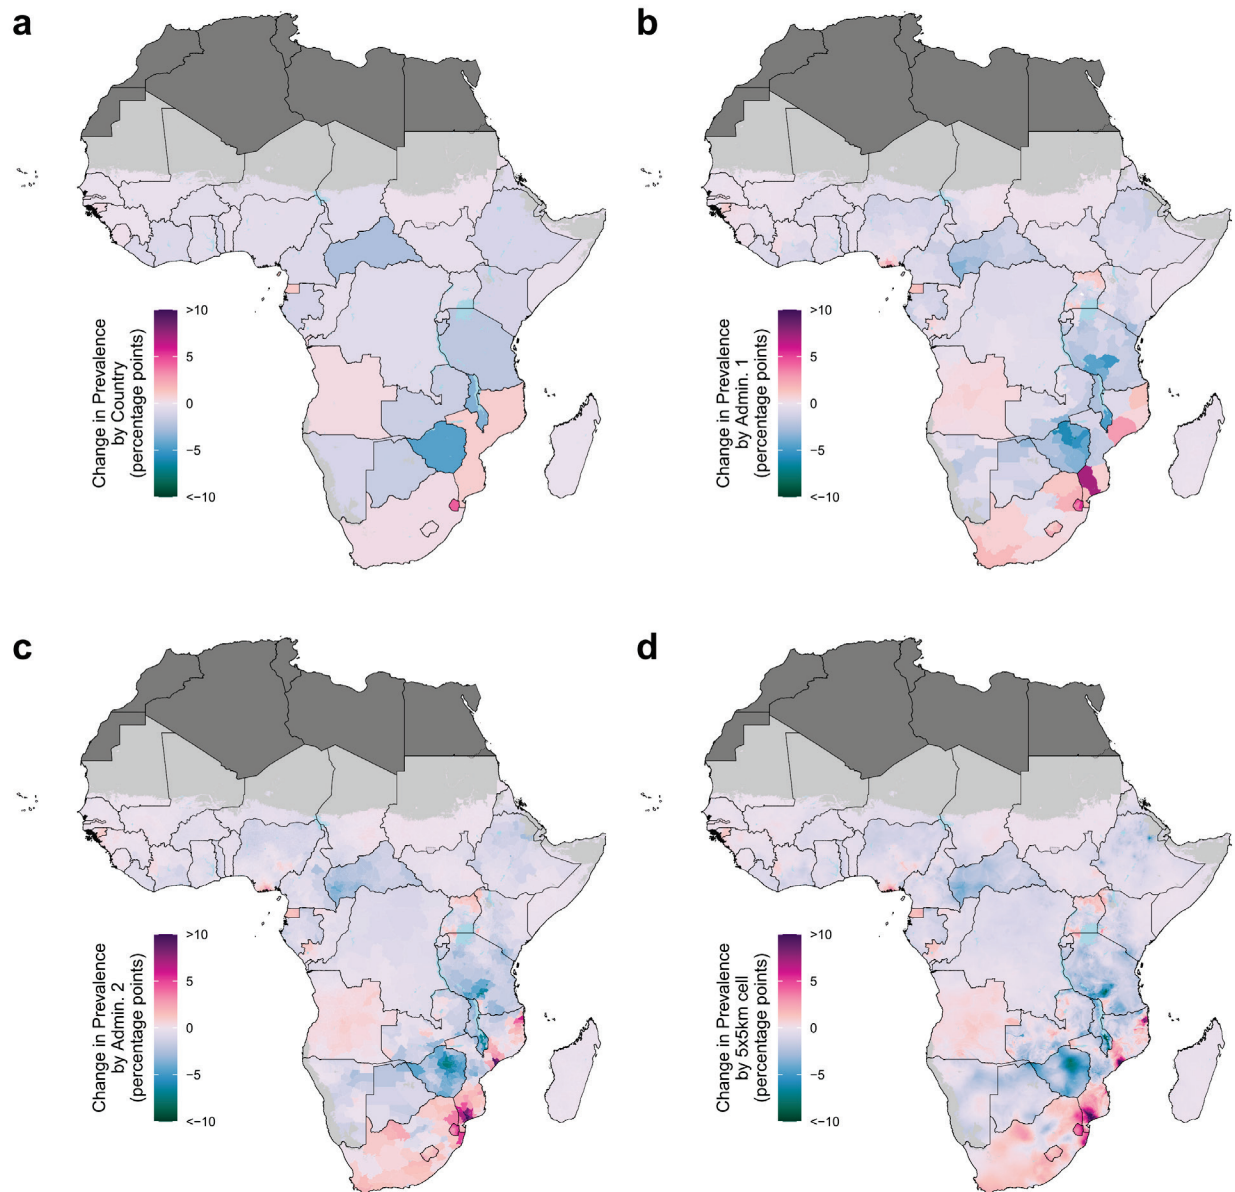 a
Change in Prevalence
by Country
(percentage points)
>10
5
0
−5
<−10
b
Change in Prevalence
by Admin. 1
(percentage points)
>10
5
0
−5
<−10
c
Change in Prevalence
by Admin. 2
(percentage points)
>10
5
0
−5
<−10
d
Change in Prevalence
by 5x5km cell
(percentage points)
>10
5
0
−5
<−10